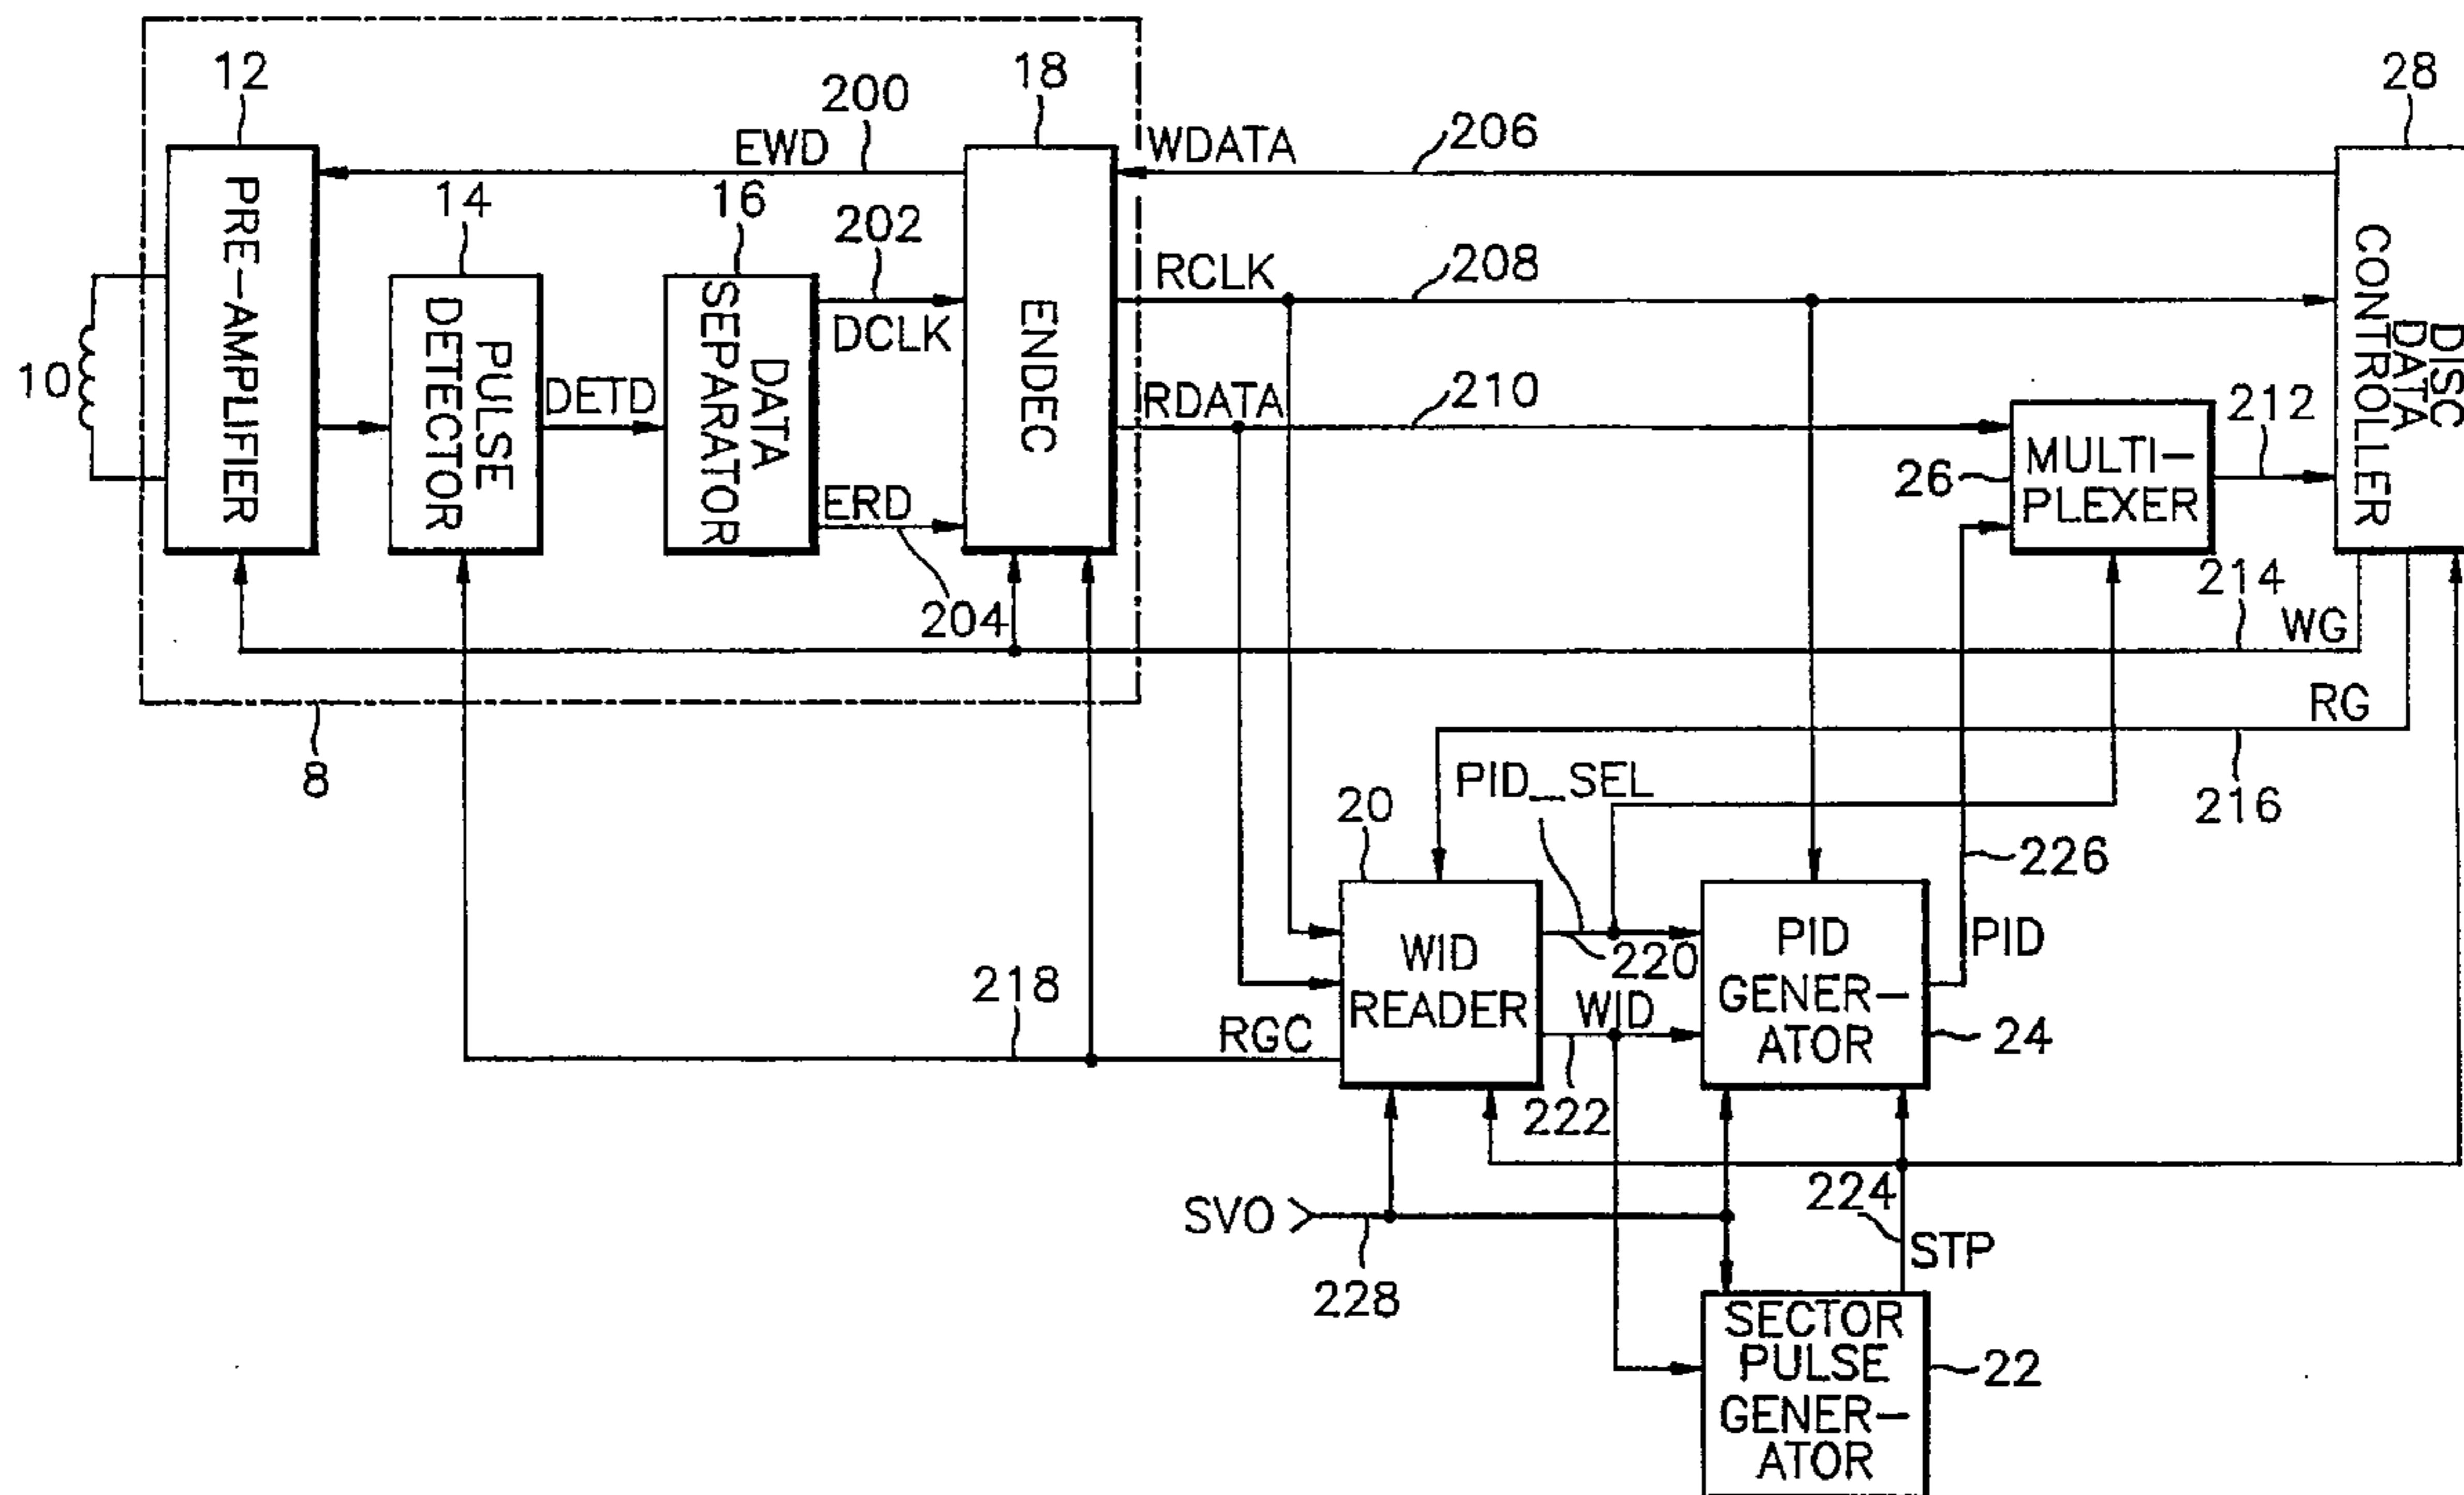 12
200
18
28
EWD
WDATA
206
PRE-AMPLIFIER
14
16
202
RCLK
208
PULSE
DETECTOR
DATA
SEPARATOR
DCLK
ENDEC
DISC
DATA
CONTROLLER
10
DETD
RDATA
210
212
MULTI-
PLEXER
26
ERD
204
214
WG
RG
8
PID_SEL
216
20
226
WID
READER
220
PID
GENER-
ATOR
PID
218
RGC
WID
24
222
224
SVO
STP
228
SECTOR
PULSE
GENER-
ATOR
22